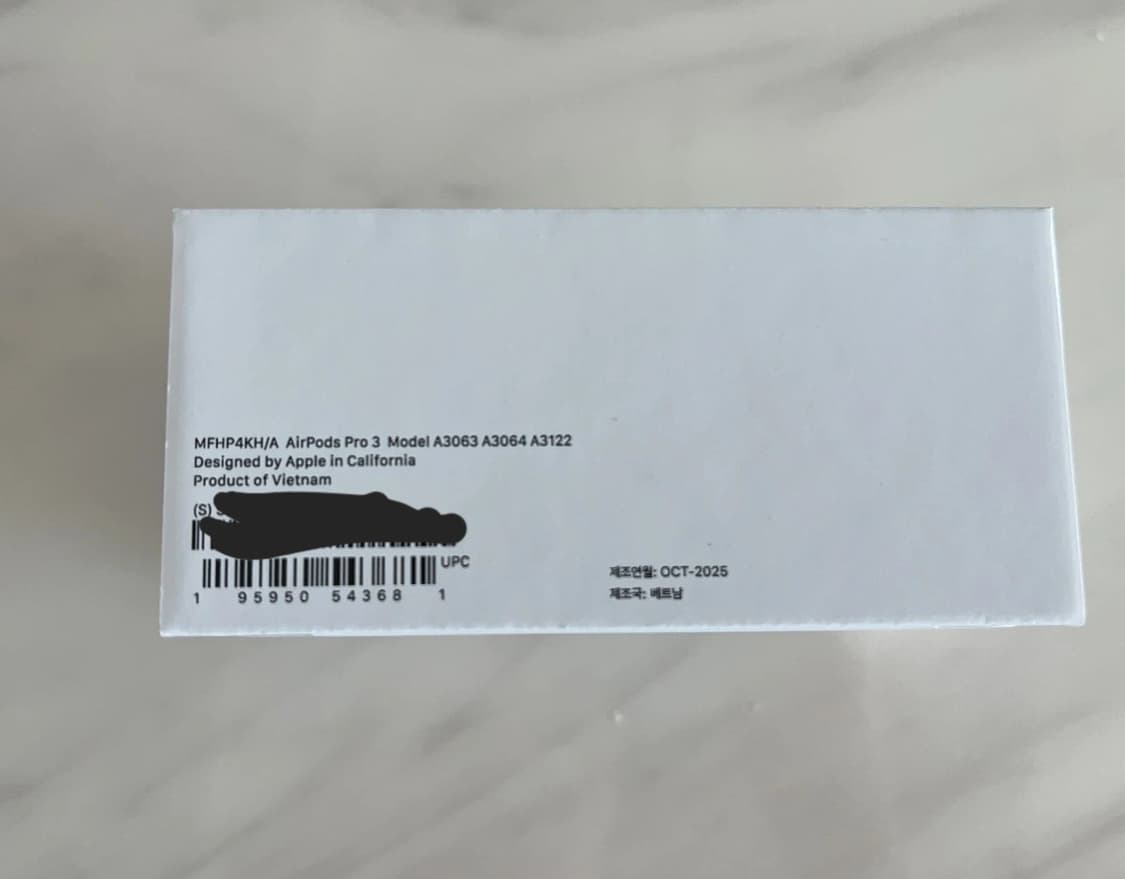 MFHP4KH/A AirPods Pro 3 Model A3063 A3064 A3122
Designed by Apple in California
Product of Vietnam
(S)
UPC
1 95950 54368 1
제조연월: OCT-2025
제조국: 베트남